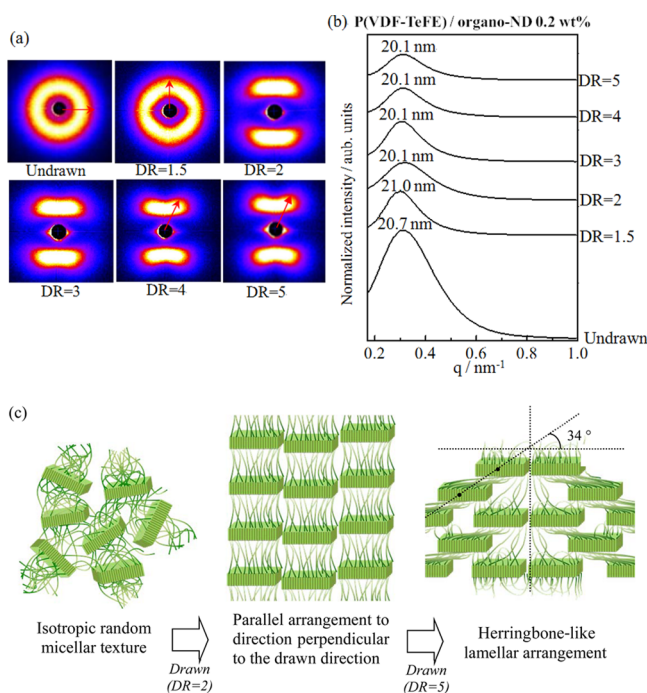 (a)
Undrawn
DR=1.5
DR=2
DR=3
DR=4
DR=5
(b) P(VDF-TeFE) / organo-ND 0.2 wt%
Normalized intensity / aub. units
20.1 nm
DR=5
20.1 nm
DR=4
20.1 nm
DR=3
20.1 nm
DR=2
21.0 nm
DR=1.5
20.7 nm
Undrawn
0.2 0.4 0.6 0.8 1.0
q / nm-1
(c)
34 °
Isotropic random
micellar texture
Drawn
(DR=2)
Parallel arrangement to
direction perpendicular
to the drawn direction
Drawn
(DR=5)
Herringbone-like
lamellar arrangement